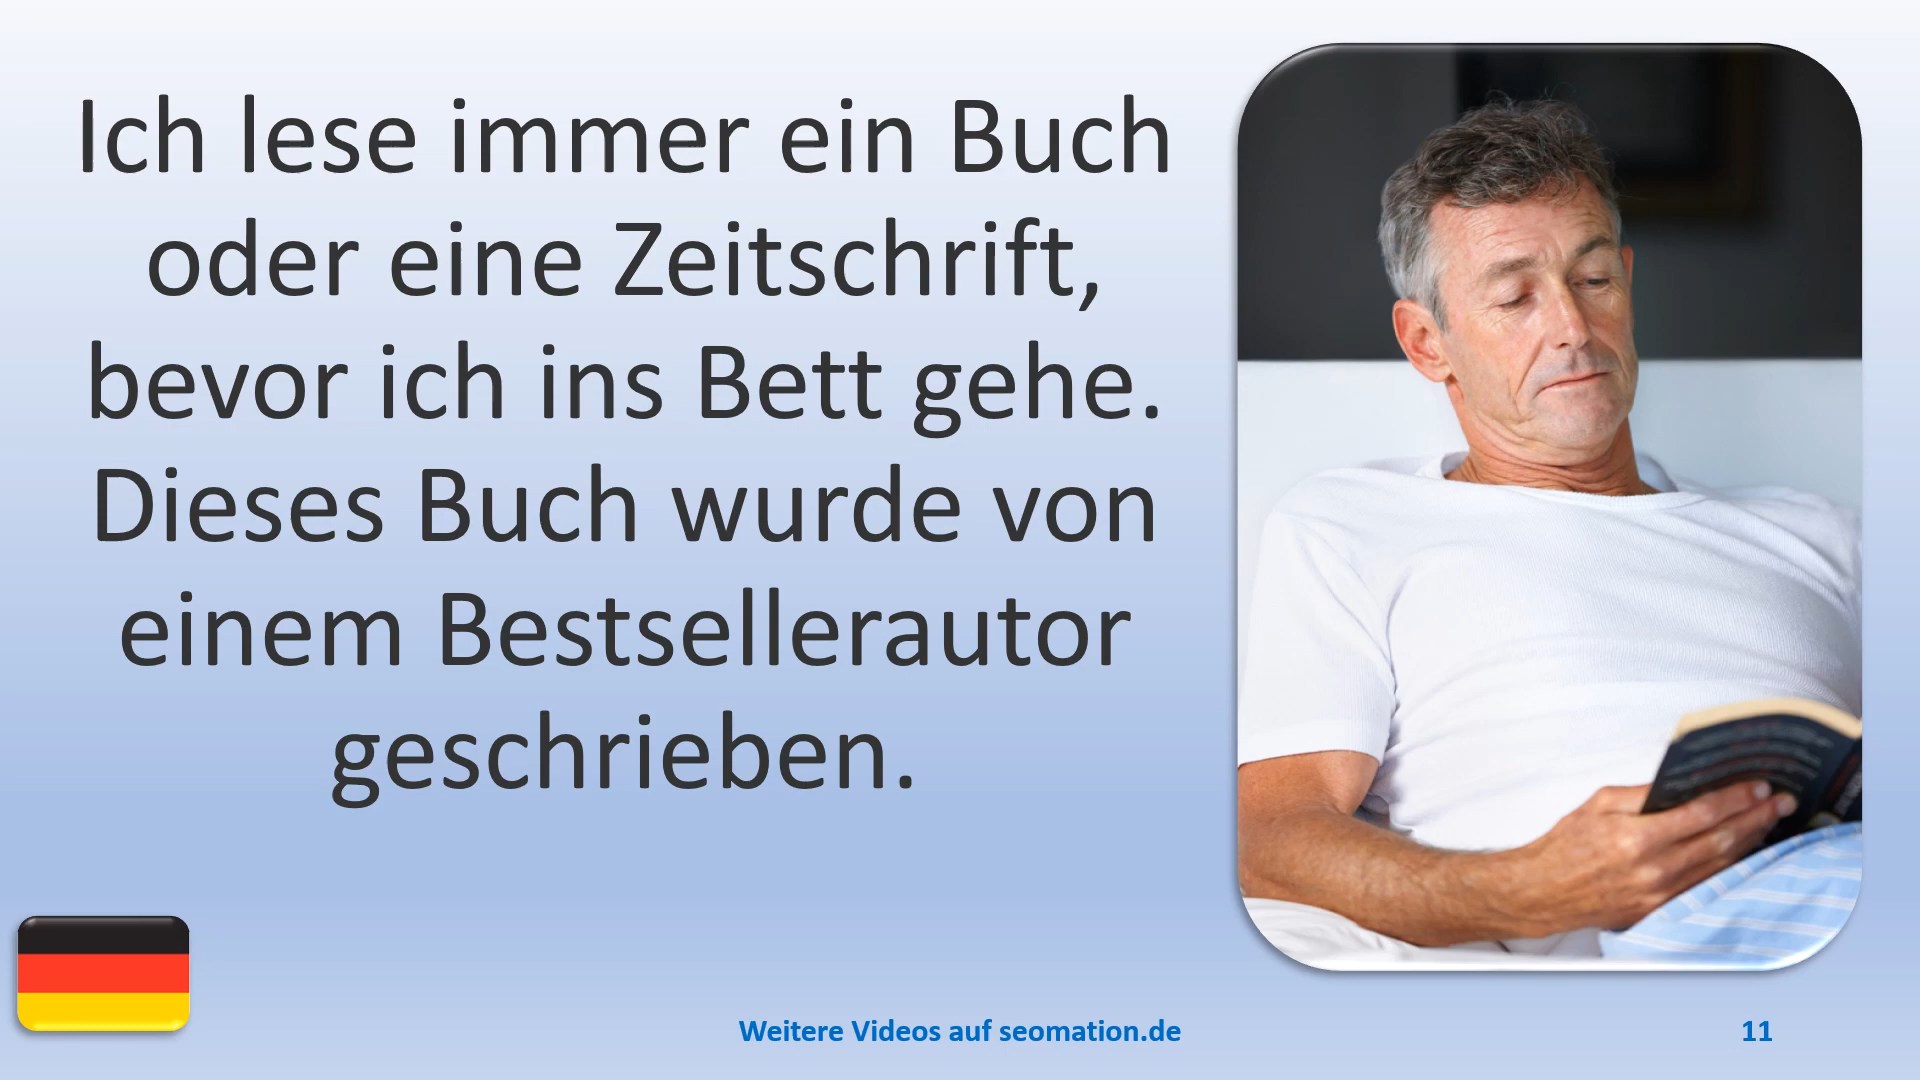 Ich lese immer ein Buch
oder eine Zeitschrift,
bevor ich ins Bett gehe.
Dieses Buch wurde von
einem Bestsellerautor
geschrieben.
Weitere Videos auf seomation.de
11